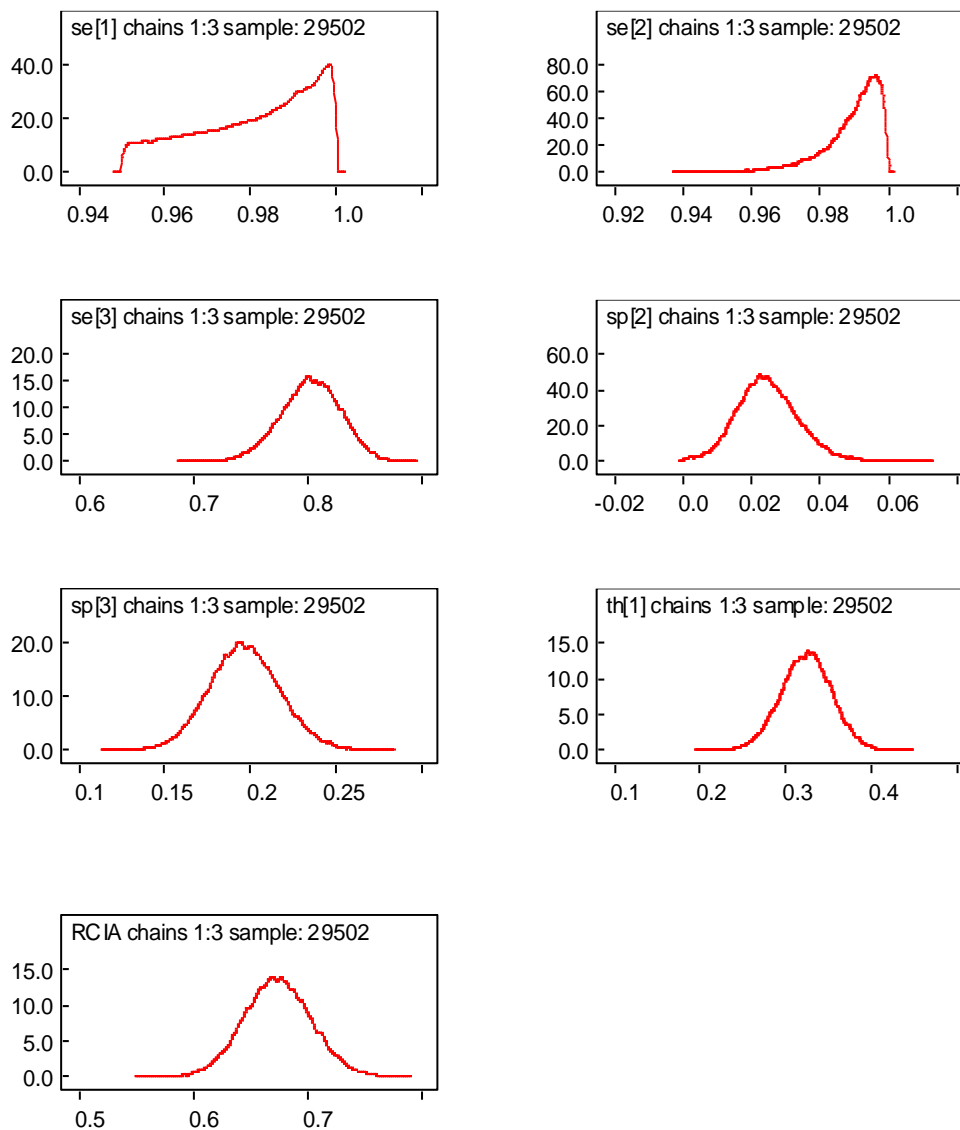 se[1] chains 1:3 sample: 29502
40.0
20.0
0.0
0.94 0.96 0.98 1.0
se[2] chains 1:3 sample: 29502
80.0
60.0
40.0
20.0
0.0
0.92 0.94 0.96 0.98 1.0
se[3] chains 1:3 sample: 29502
20.0
15.0
10.0
5.0
0.0
0.6 0.7 0.8
sp[2] chains 1:3 sample: 29502
60.0
40.0
20.0
0.0
-0.02 0.0 0.02 0.04 0.06
sp[3] chains 1:3 sample: 29502
20.0
10.0
0.0
0.1 0.15 0.2 0.25
th[1] chains 1:3 sample: 29502
15.0
10.0
5.0
0.0
0.1 0.2 0.3 0.4
RCIA chains 1:3 sample: 29502
15.0
10.0
5.0
0.0
0.5 0.6 0.7